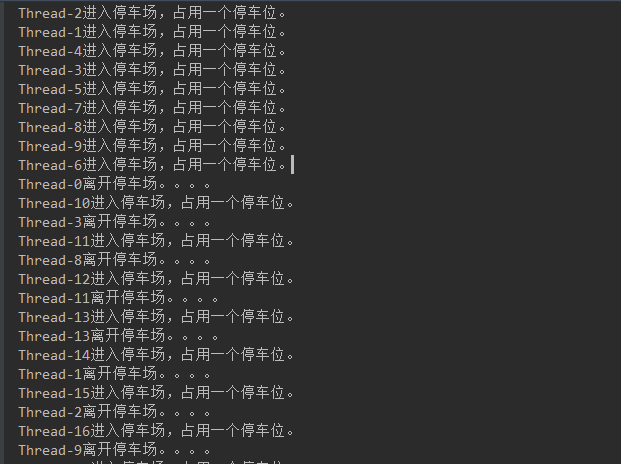 Thread-2进入停车场，占用一个停车位。
Thread-1进入停车场，占用一个停车位。
Thread-4进入停车场，占用一个停车位。
Thread-3进入停车场，占用一个停车位。
Thread-5进入停车场，占用一个停车位。
Thread-7进入停车场，占用一个停车位。
Thread-8进入停车场，占用一个停车位。
Thread-9进入停车场，占用一个停车位。
Thread-6进入停车场，占用一个停车位。
Thread-0离开停车场。。。。
Thread-10进入停车场，占用一个停车位。
Thread-3离开停车场。。。。
Thread-11进入停车场，占用一个停车位。
Thread-8离开停车场。。。。
Thread-12进入停车场，占用一个停车位。
Thread-11离开停车场。。。。
Thread-13进入停车场，占用一个停车位。
Thread-13离开停车场。。。。
Thread-14进入停车场，占用一个停车位。
Thread-1离开停车场。。。。
Thread-15进入停车场，占用一个停车位。
Thread-2离开停车场。。。。
Thread-16进入停车场，占用一个停车位。
Thread-9离开停车场。。。。